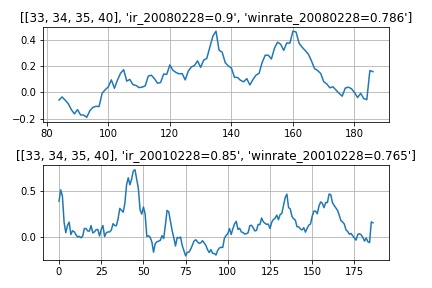 [[33, 34, 35, 40], 'ir_20080228=0.9', 'winrate_20080228=0.786']
0.4
0.2
0.0
−0.2
80 100 120 140 160 180
[[33, 34, 35, 40], 'ir_20010228=0.85', 'winrate_20010228=0.765']
0.5
0.0
0 25 50 75 100 125 150 175